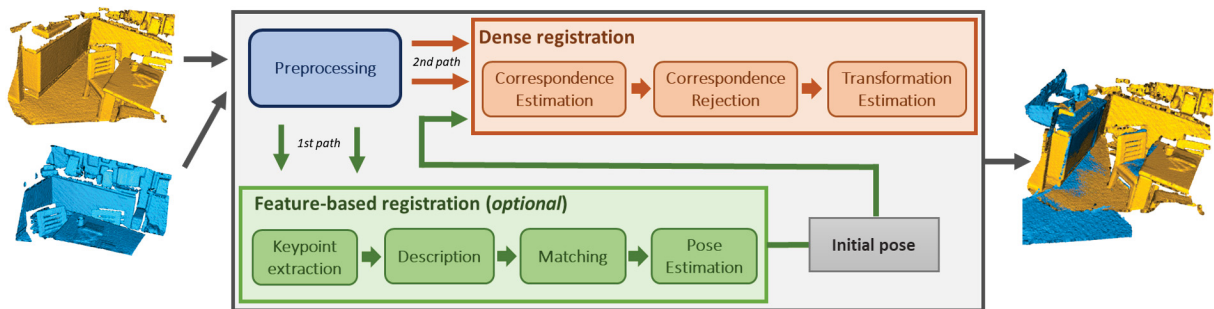 Preprocessing
2nd path
Dense registration
Correspondence
Estimation
Correspondence
Rejection
Transformation
Estimation
1st path
Feature-based registration (optional)
Keypoint
extraction
Description
Matching
Pose
Estimation
Initial pose